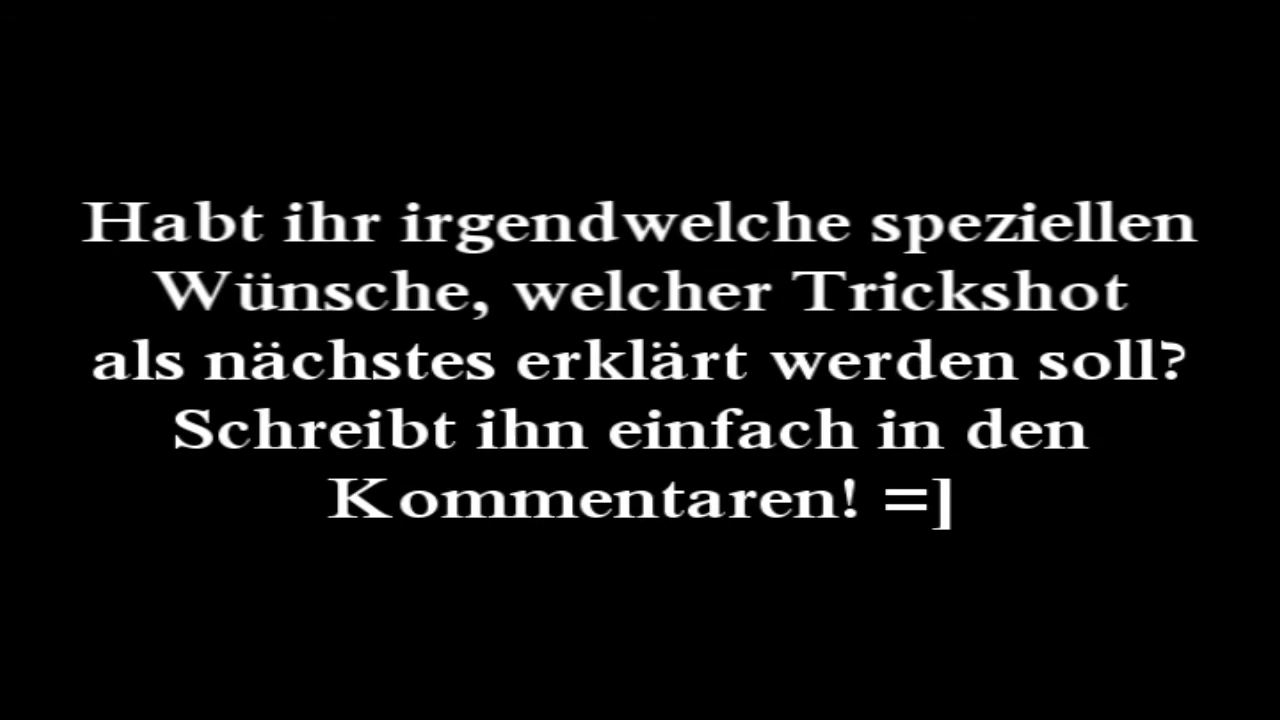 Habt ihr irgendwelche speziellen
Wünsche, welcher Trickshot
als nächstes erklärt werden soll?
Schreibt ihn einfach in den
Kommentaren! =]